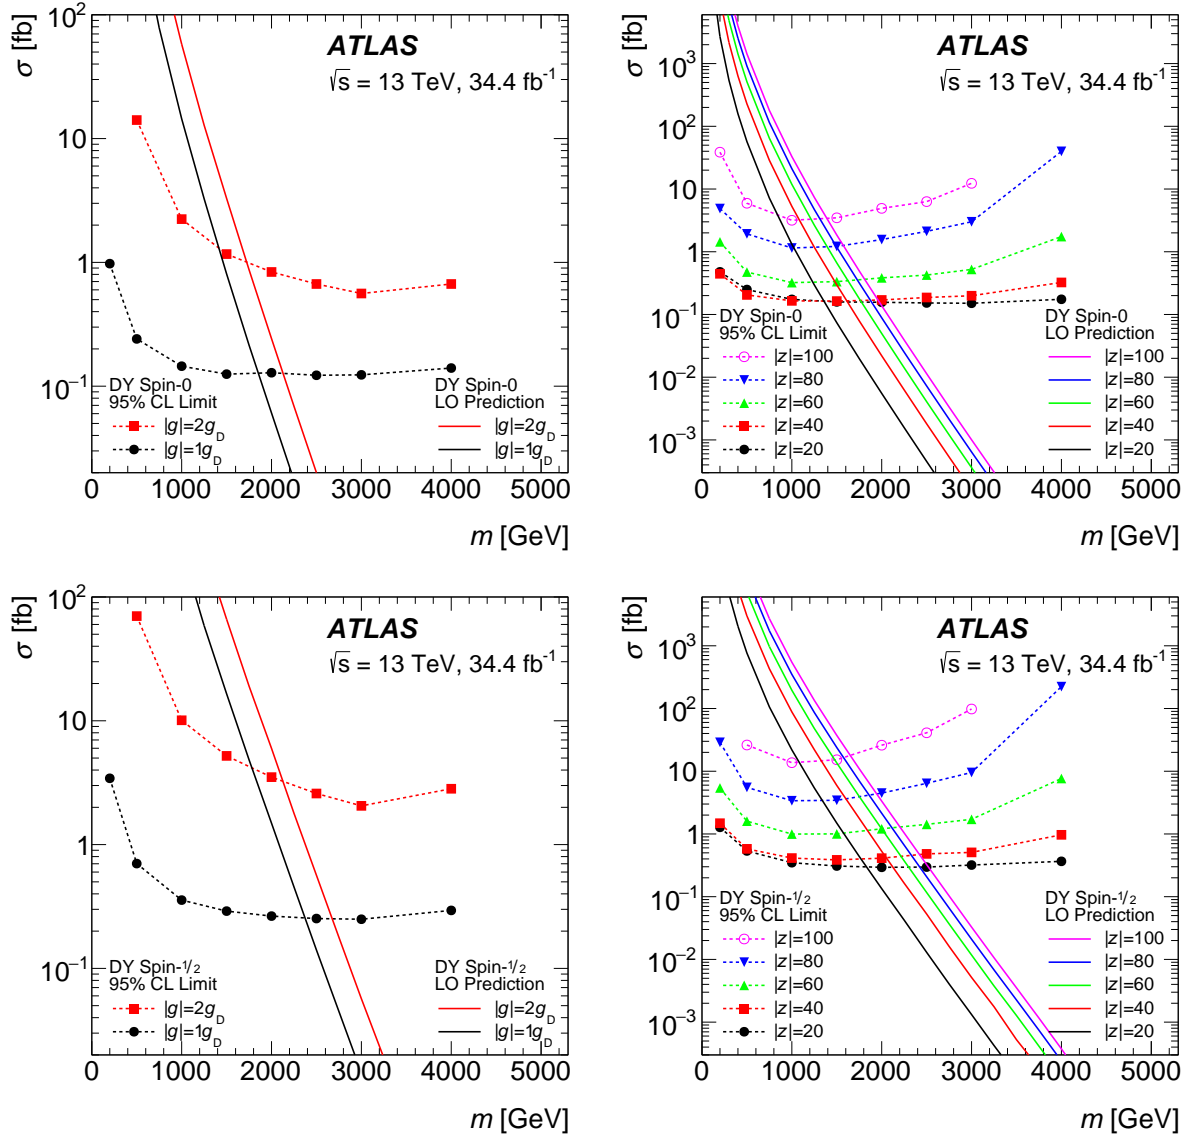 σ [fb]
10²
10
1
10⁻¹
ATLAS
√s = 13 TeV, 34.4 fb⁻¹
DY Spin-0
95% CL Limit
|g|=2g_D
|g|=1g_D
DY Spin-0
LO Prediction
|g|=2g_D
|g|=1g_D
0 1000 2000 3000 4000 5000
m [GeV]
σ [fb]
10³
10²
10
1
10⁻¹
10⁻²
10⁻³
ATLAS
√s = 13 TeV, 34.4 fb⁻¹
DY Spin-0
95% CL Limit
|z|=100
|z|=80
|z|=60
|z|=40
|z|=20
DY Spin-0
LO Prediction
|z|=100
|z|=80
|z|=60
|z|=40
|z|=20
0 1000 2000 3000 4000 5000
m [GeV]
σ [fb]
10²
10
1
10⁻¹
ATLAS
√s = 13 TeV, 34.4 fb⁻¹
DY Spin-1/2
95% CL Limit
|g|=2g_D
|g|=1g_D
DY Spin-1/2
LO Prediction
|g|=2g_D
|g|=1g_D
0 1000 2000 3000 4000 5000
m [GeV]
σ [fb]
10³
10²
10
1
10⁻¹
10⁻²
10⁻³
ATLAS
√s = 13 TeV, 34.4 fb⁻¹
DY Spin-1/2
95% CL Limit
|z|=100
|z|=80
|z|=60
|z|=40
|z|=20
DY Spin-1/2
LO Prediction
|z|=100
|z|=80
|z|=60
|z|=40
|z|=20
0 1000 2000 3000 4000 5000
m [GeV]